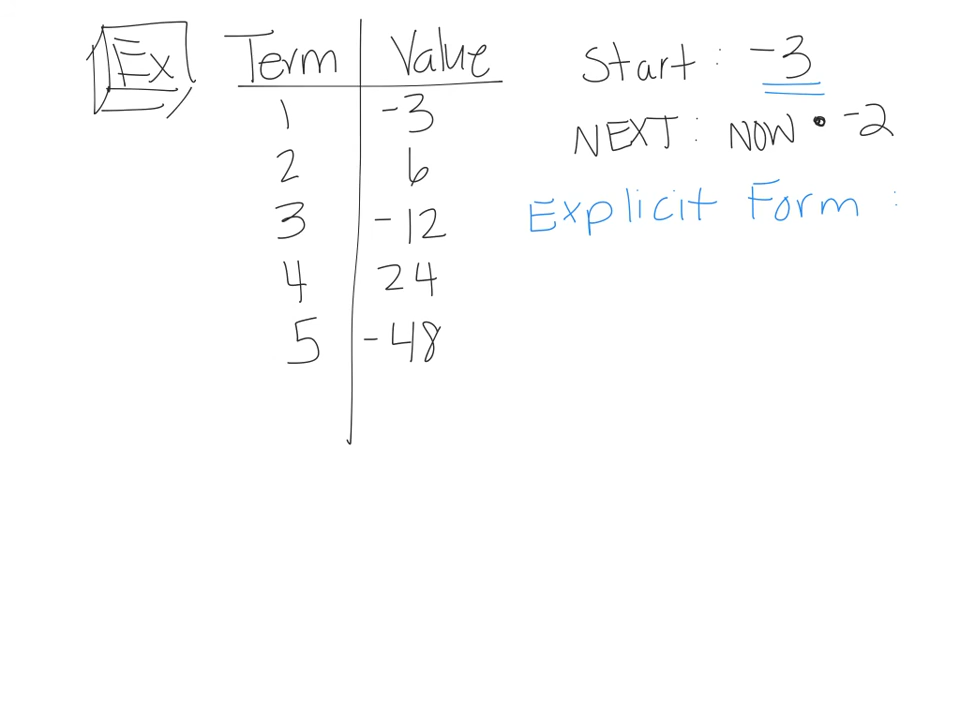 Ex
Term Value
1 -3
2 6
3 -12
4 24
5 -48
Start : -3
NEXT : NOW • -2
Explicit Form :